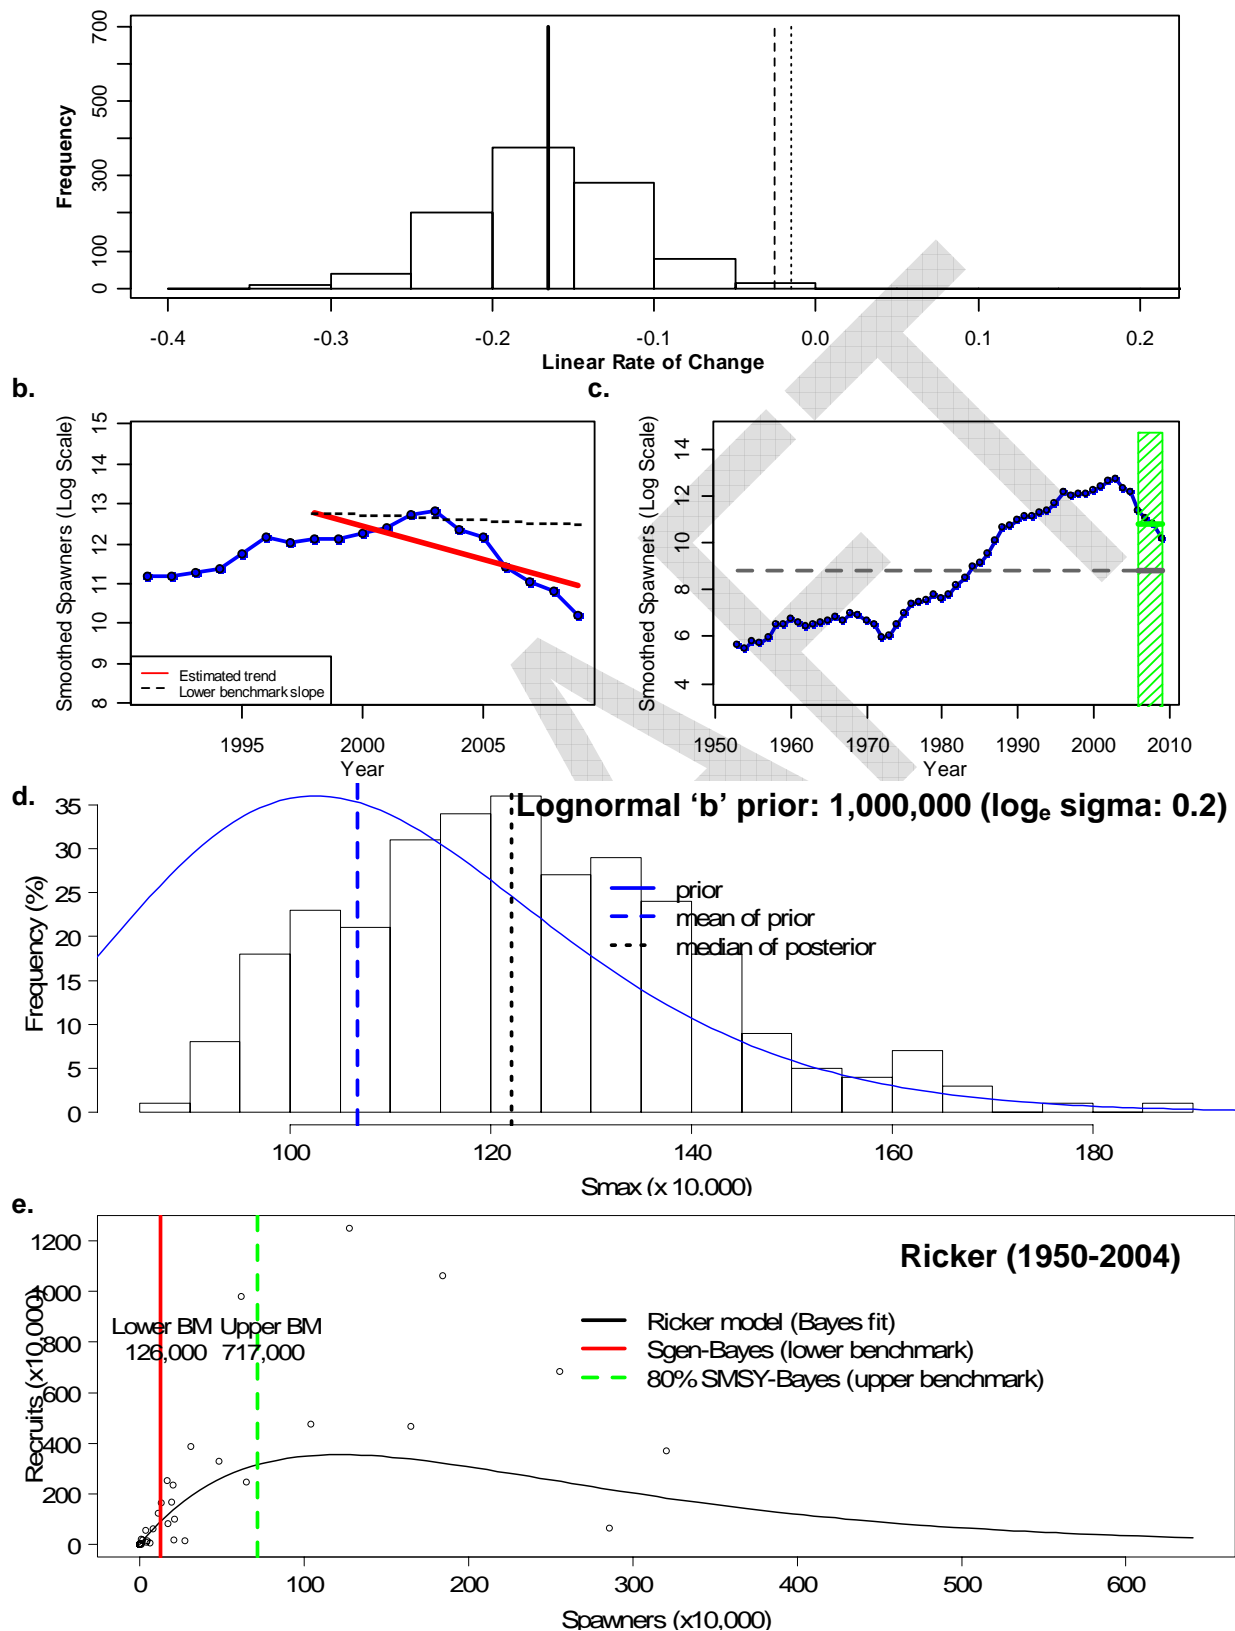 Frequency
700
500
300
100
0
-0.4 -0.3 -0.2 -0.1 0.0 0.1 0.2
Linear Rate of Change
b.
Smoothed Spawners (Log Scale)
15
14
13
12
11
10
9
8
Estimated trend
Lower benchmark slope
1995 2000 2005
Year
c.
Smoothed Spawners (Log Scale)
14
12
10
8
6
4
1950 1960 1970 1980 1990 2000 2010
Year
DRAFT
d.
Lognormal ‘b’ prior: 1,000,000 (loge sigma: 0.2)
Frequency (%)
35
30
25
20
15
10
5
0
prior
mean of prior
median of posterior
100 120 140 160 180
Smax (x 10,000)
e.
Ricker (1950-2004)
Recruits (x10,000)
1200
1000
800
600
400
200
0
Lower BM Upper BM
126,000 717,000
Ricker model (Bayes fit)
Sgen-Bayes (lower benchmark)
80% SMSY-Bayes (upper benchmark)
0 100 200 300 400 500 600
Spawners (x10,000)